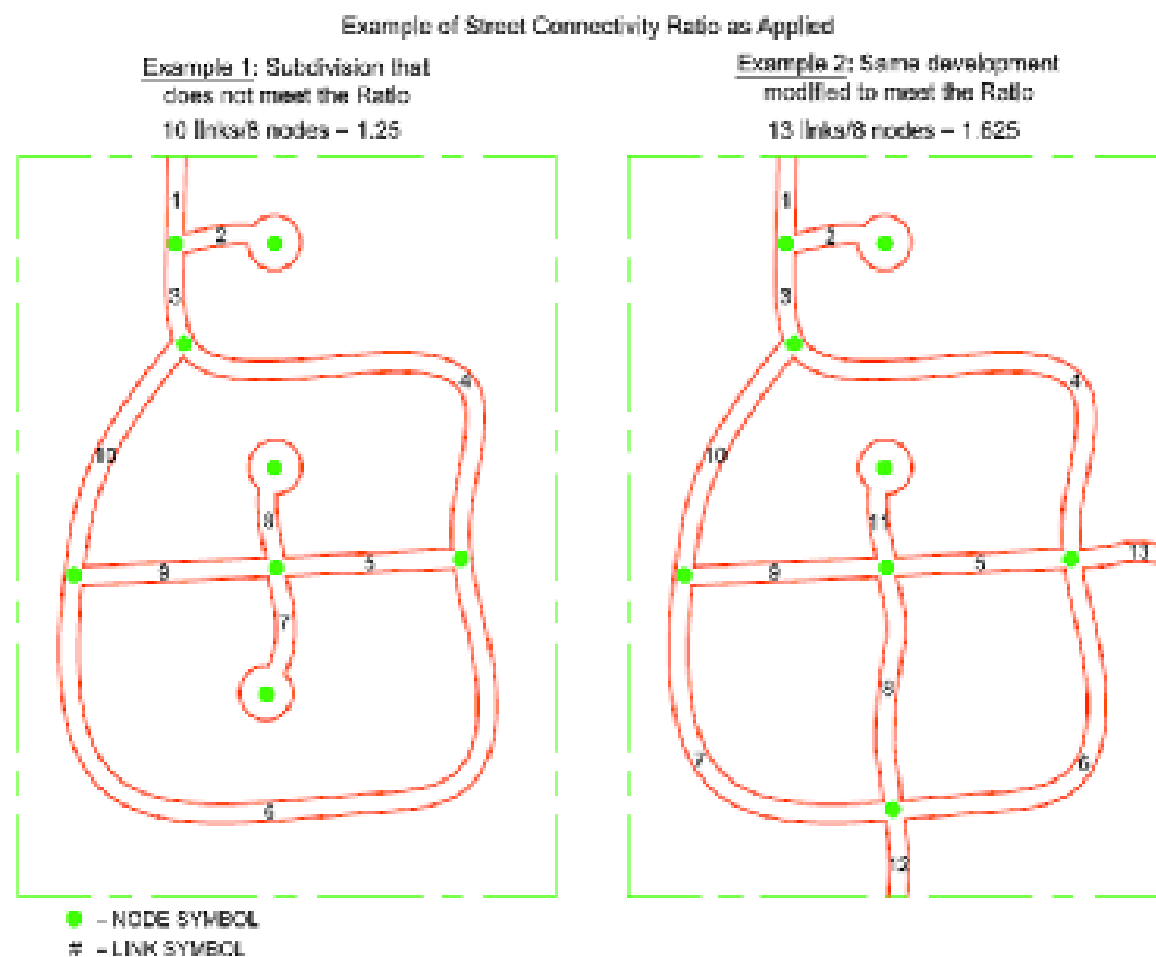 Example of Street Connectivity Ratio as Applied
Example 1: Subdivision that
does not meet the Ratio
10 links/8 nodes – 1.25
1
2
3
4
10
8
9
5
7
6
Example 2: Same development
modified to meet the Ratio
13 links/8 nodes – 1.625
1
2
3
4
10
11
13
9
5
8
7
6
12
– NODE SYMBOL
# – LINK SYMBOL